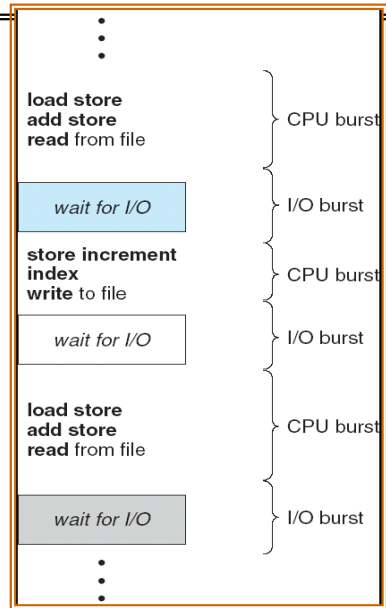 load store
add store
read from file
CPU burst
wait for I/O
I/O burst
store increment
index
write to file
CPU burst
wait for I/O
I/O burst
load store
add store
read from file
CPU burst
wait for I/O
I/O burst